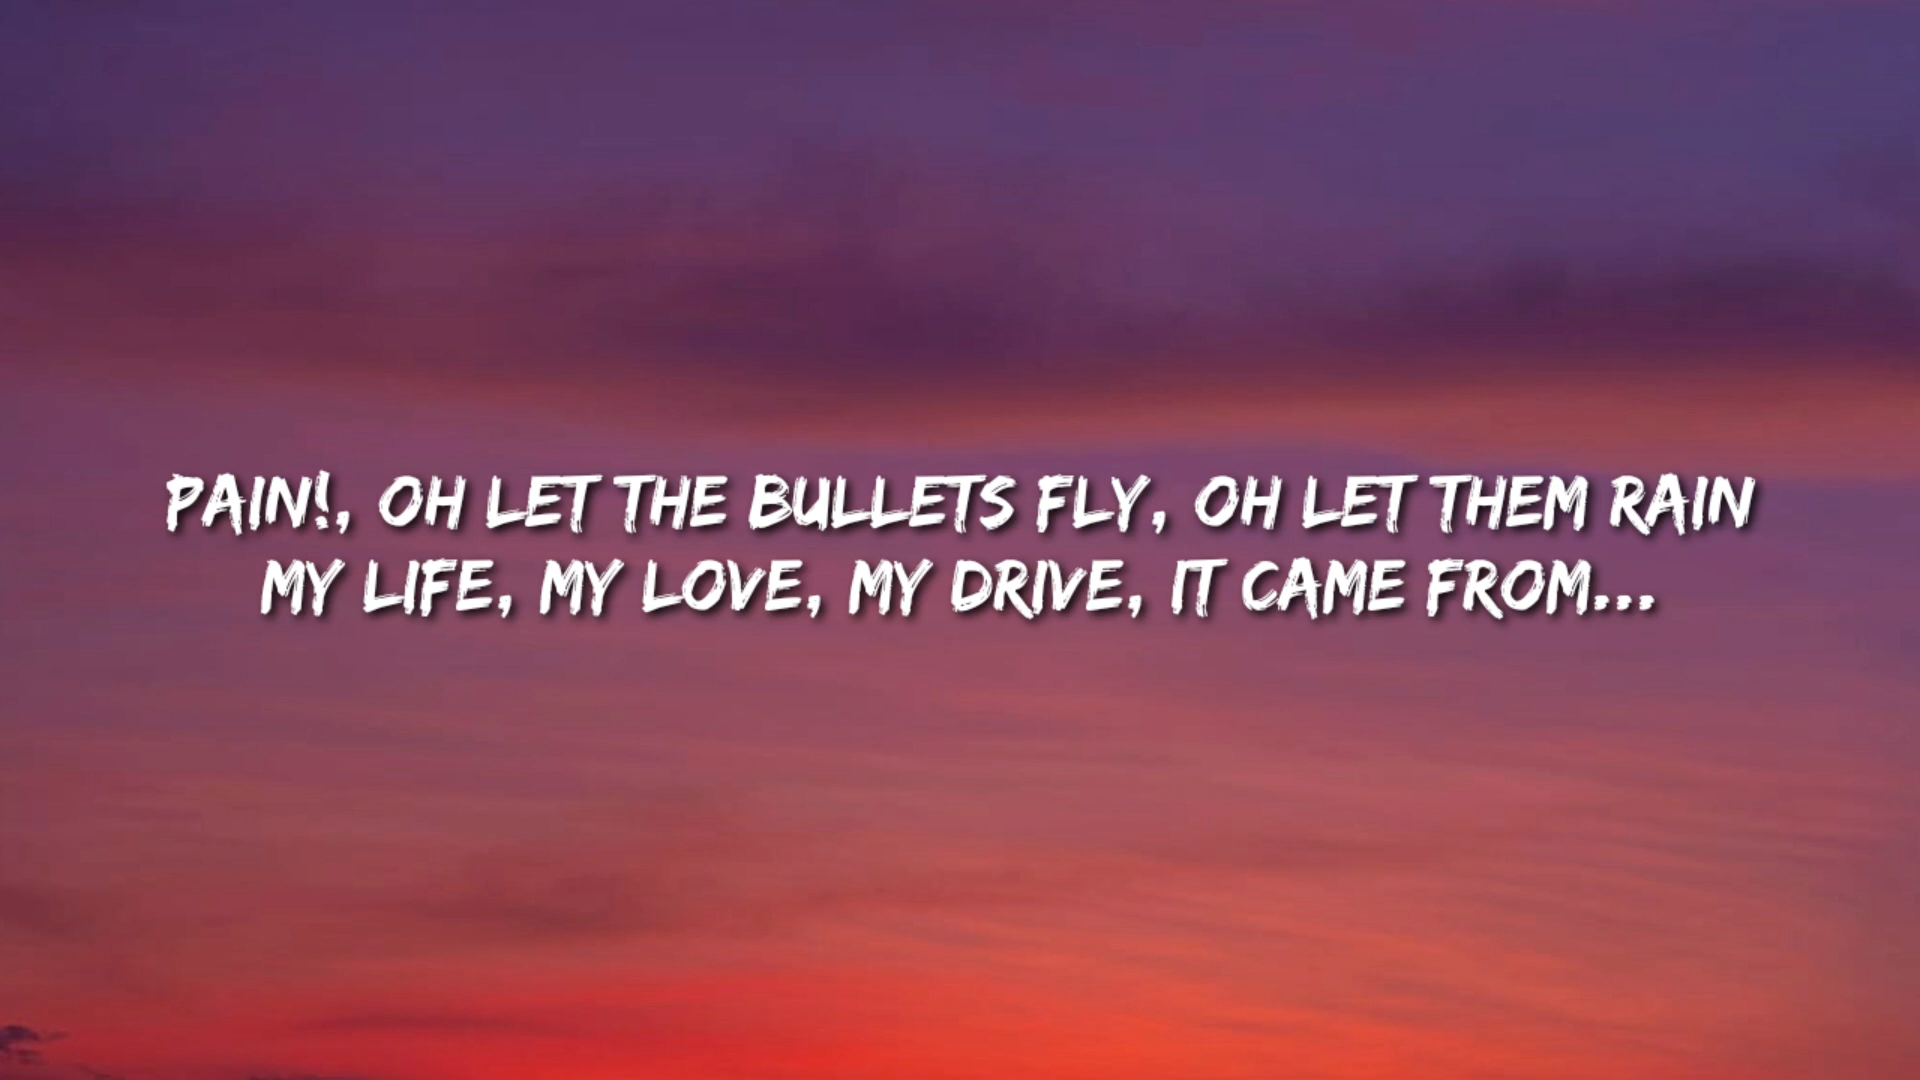 PAIN!, OH LET THE BULLETS FLY, OH LET THEM RAIN
MY LIFE, MY LOVE, MY DRIVE, IT CAME FROM...